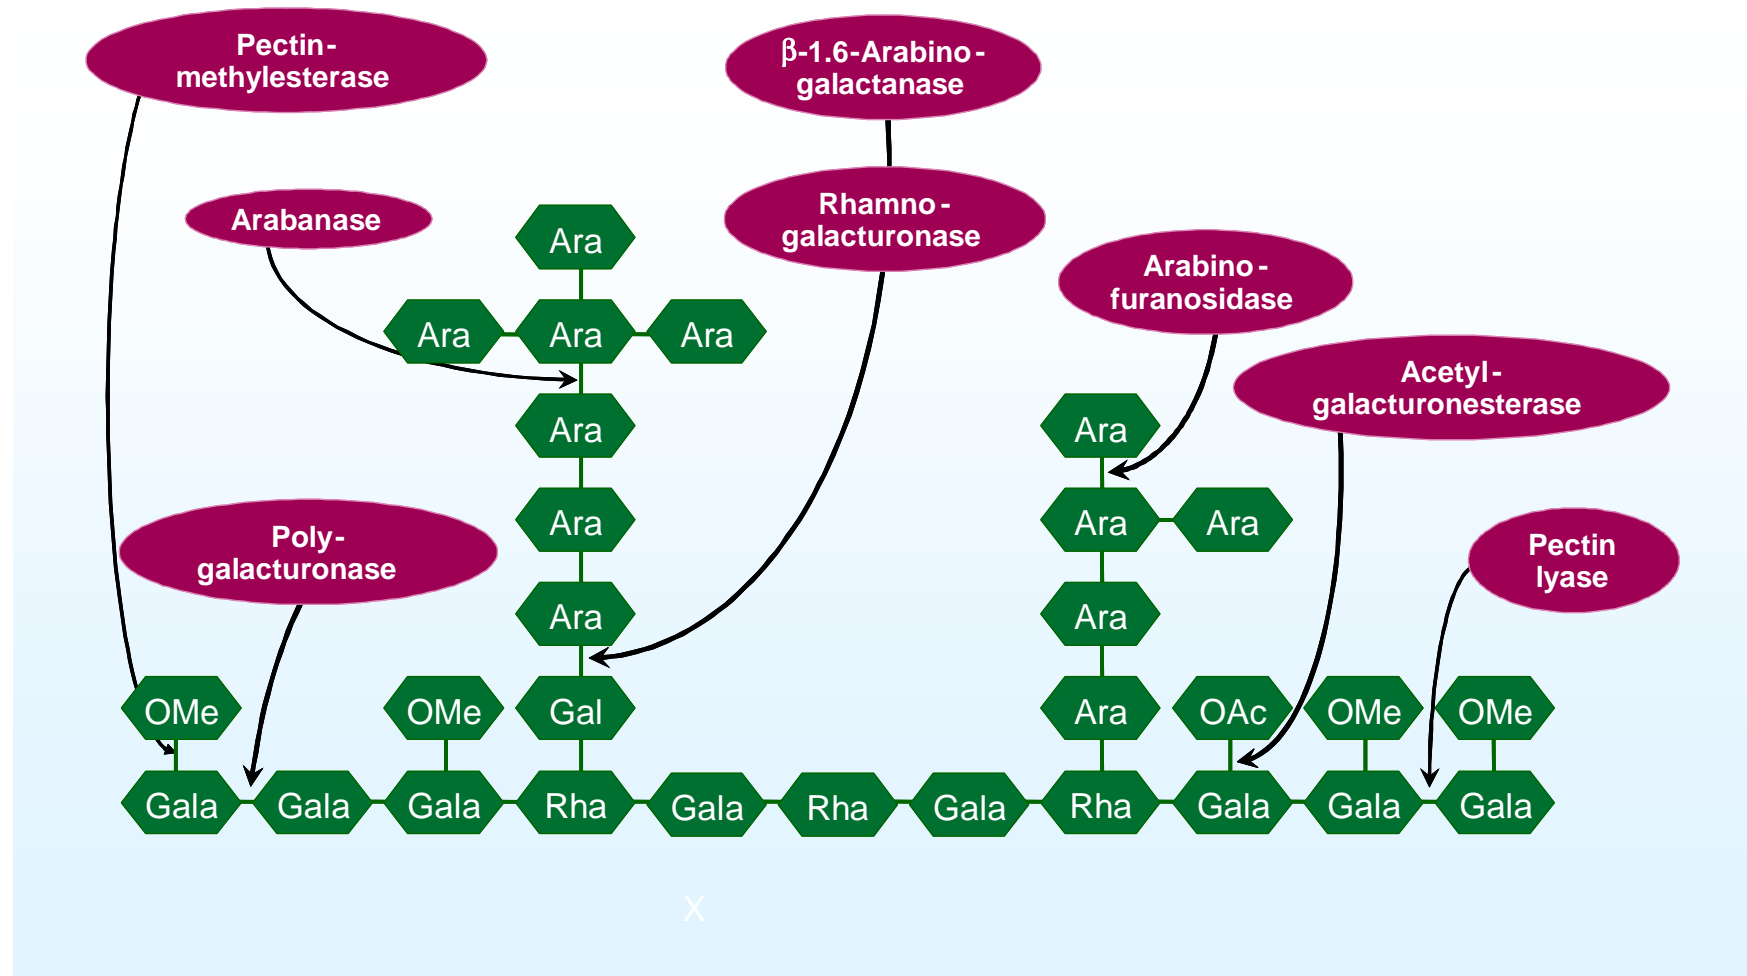 Pectin-
methylesterase
β-1.6-Arabino-
galactanase
Arabanase
Rhamno-
galacturonase
Ara
Arabino-
furanosidase
Ara Ara Ara
Acetyl-
galacturonesterase
Ara Ara
Poly-
galacturonase
Ara Ara Ara
Pectin
lyase
Ara Ara
OMe OMe Gal Ara OAc OMe OMe
Gala Gala Gala Rha Gala Rha Gala Rha Gala Gala Gala
X